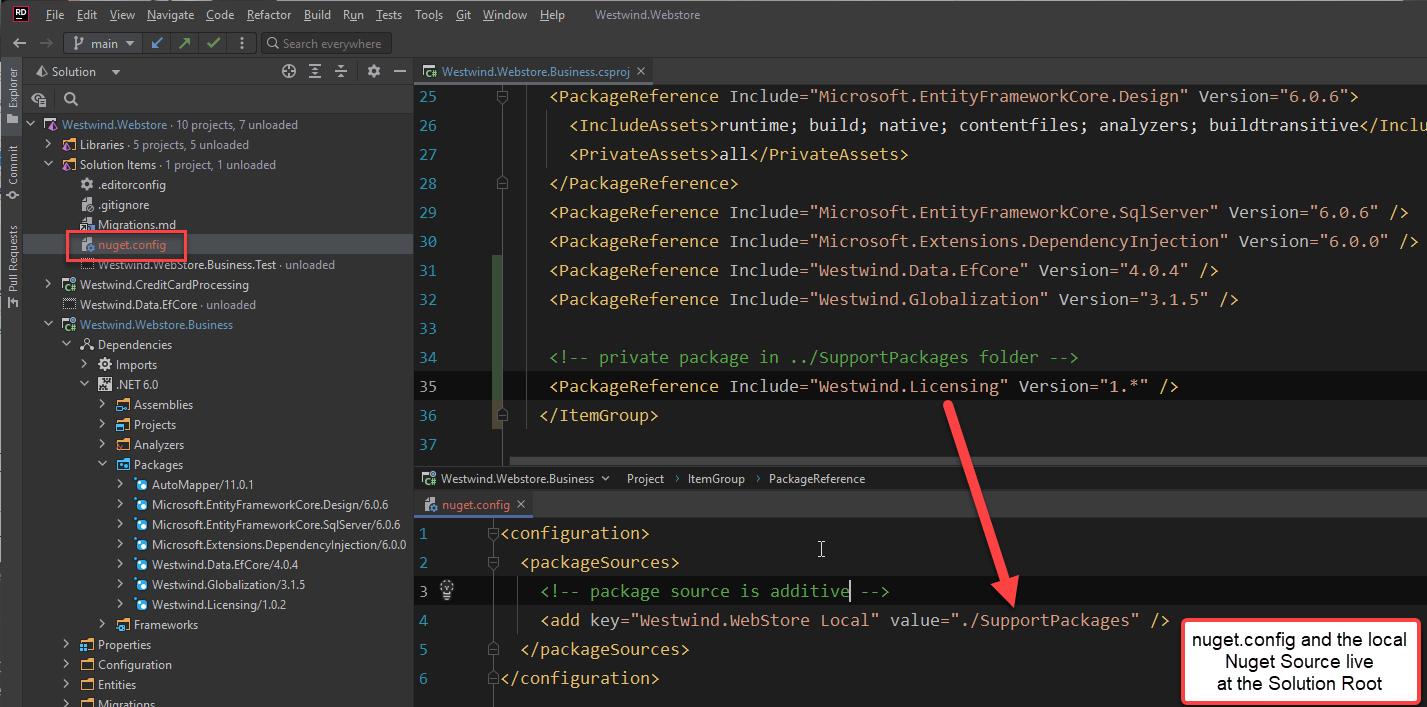 RD File Edit View Navigate Code Refactor Build Run Tests Tools Git Window Help Westwind.Webstore
main Search everywhere
Explorer
Commit
Pull Requests
Solution
Westwind.Webstore · 10 projects, 7 unloaded
Libraries · 5 projects, 5 unloaded
Solution Items · 1 project, 1 unloaded
.editorconfig
.gitignore
Migrations.md
nuget.config
Westwind.WebStore.Business.Test · unloaded
Westwind.CreditCardProcessing
Westwind.Data.EfCore · unloaded
Westwind.Webstore.Business
Dependencies
Imports
.NET 6.0
Assemblies
Projects
Analyzers
Packages
AutoMapper/11.0.1
Microsoft.EntityFrameworkCore.Design/6.0.6
Microsoft.EntityFrameworkCore.SqlServer/6.0.6
Microsoft.Extensions.DependencyInjection/6.0.0
Westwind.Data.EfCore/4.0.4
Westwind.Globalization/3.1.5
Westwind.Licensing/1.0.2
Frameworks
Properties
Configuration
Entities
Migrations
Westwind.Webstore.Business.csproj
25 <PackageReference Include="Microsoft.EntityFrameworkCore.Design" Version="6.0.6">
26 <IncludeAssets>runtime; build; native; contentfiles; analyzers; buildtransitive</Inclu
27 <PrivateAssets>all</PrivateAssets>
28 </PackageReference>
29 <PackageReference Include="Microsoft.EntityFrameworkCore.SqlServer" Version="6.0.6" />
30 <PackageReference Include="Microsoft.Extensions.DependencyInjection" Version="6.0.0" />
31 <PackageReference Include="Westwind.Data.EfCore" Version="4.0.4" />
32 <PackageReference Include="Westwind.Globalization" Version="3.1.5" />
33
34 <!-- private package in ../SupportPackages folder -->
35 <PackageReference Include="Westwind.Licensing" Version="1.*" />
36 </ItemGroup>
37
Westwind.Webstore.Business Project ItemGroup PackageReference
nuget.config
1 <configuration>
2 <packageSources>
3 <!-- package source is additive -->
4 <add key="Westwind.WebStore Local" value="./SupportPackages" />
5 </packageSources>
6 </configuration>
nuget.config and the local
Nuget Source live
at the Solution Root